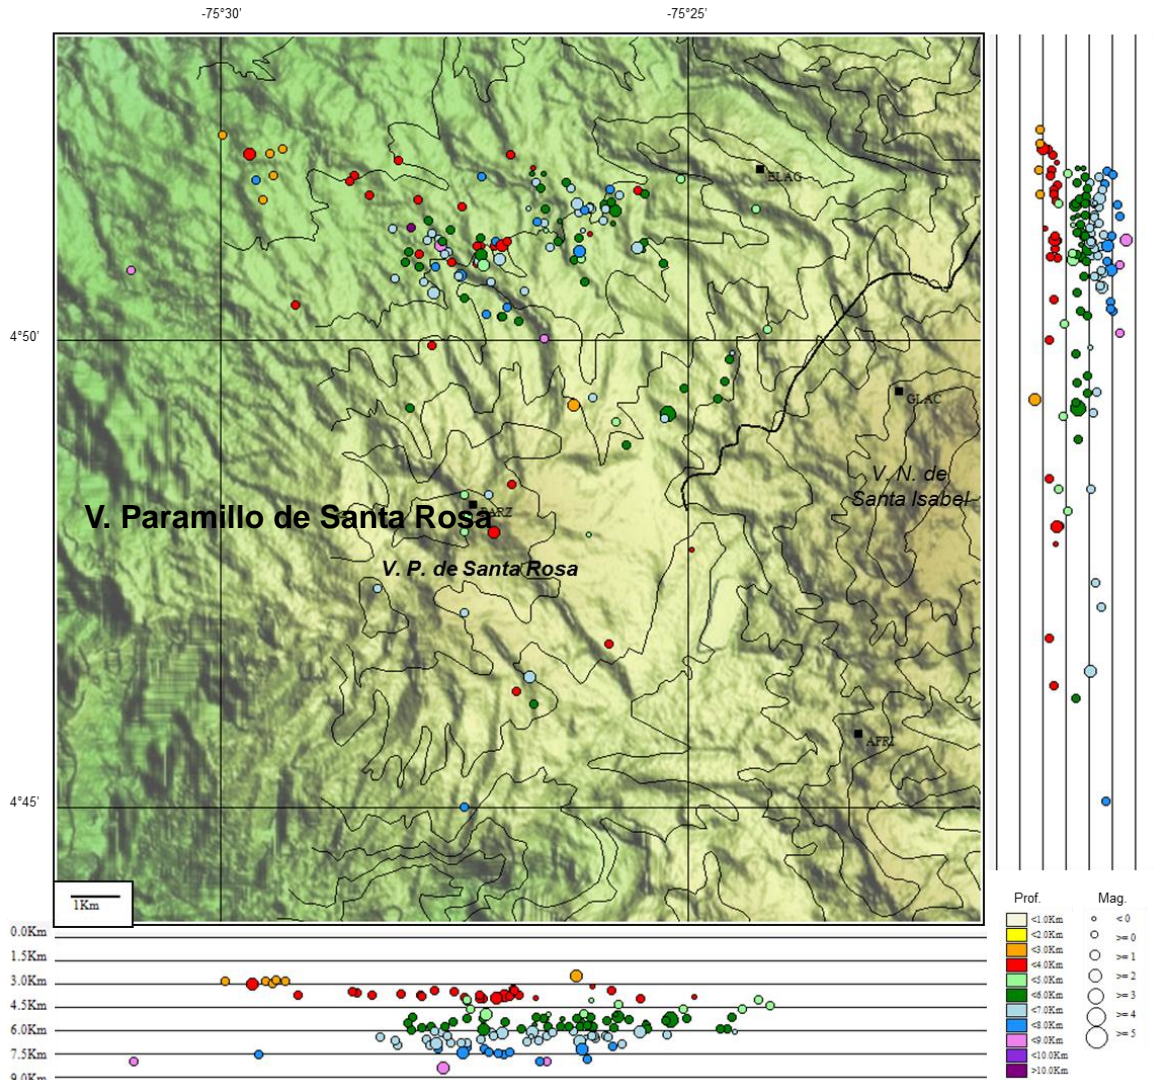 -75°30'
-75°25'
ELAG
4°50'
GLAC
V. N. de
Santa Isabel
V. Paramillo de Santa Rosa
V. P. de Santa Rosa
AFRI
4°45'
1Km
Prof.
Mag.
<1.0Km
<2.0Km
<3.0Km
<4.0Km
<5.0Km
<6.0Km
<7.0Km
<8.0Km
<9.0Km
<10.0Km
>10.0Km
< 0
>= 0
>= 1
>= 2
>= 3
>= 4
>= 5
0.0Km
1.5Km
3.0Km
4.5Km
6.0Km
7.5Km
9.0Km